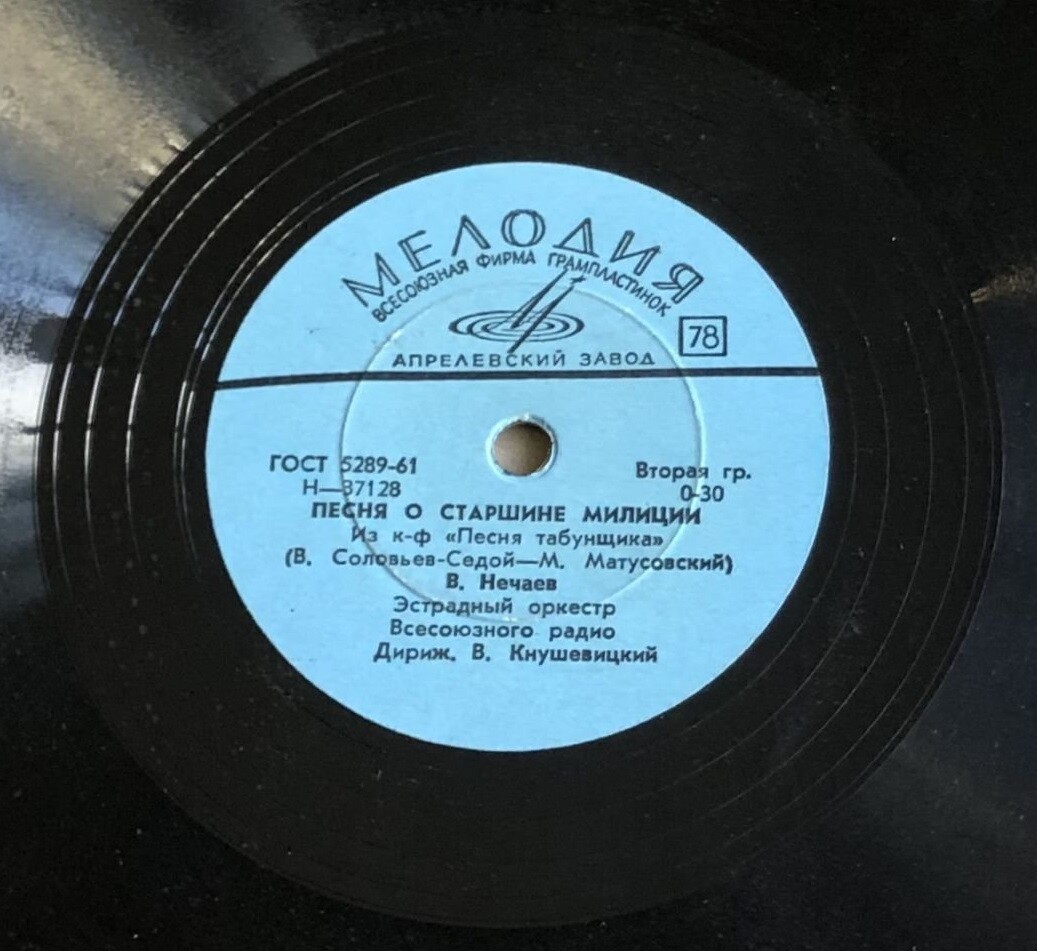 МЕЛОДИЯ
ВСЕСОЮЗНАЯ ФИРМА ГРАМПЛАСТИНОК
78
АПРЕЛЕВСКИЙ ЗАВОД
ГОСТ 5289-61 Вторая гр.
Н—37128 0-30
ПЕСНЯ О СТАРШИНЕ МИЛИЦИИ
Из к-ф «Песня табунщика»
(В. Соловьев-Седой—М. Матусовский)
В. Нечаев
Эстрадный оркестр
Всесоюзного радио
Дириж. В. Кнушевицкий